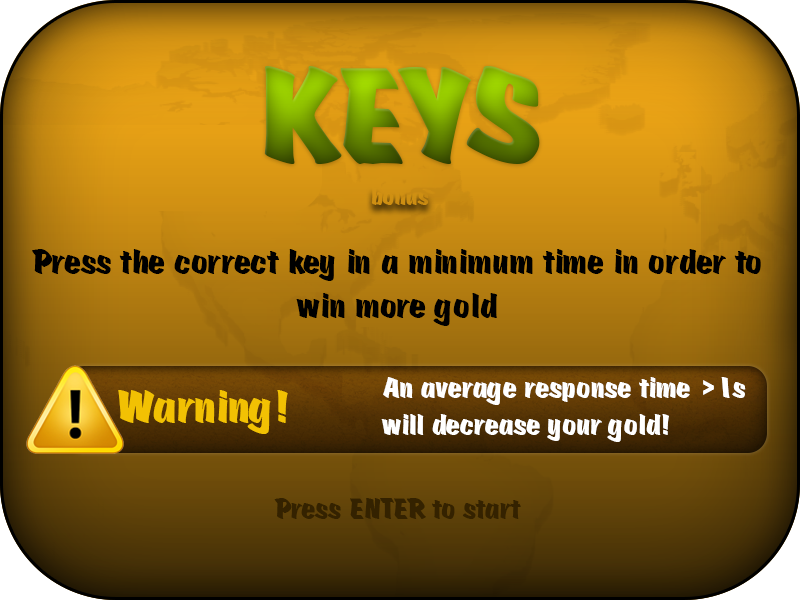 KEYS
bonus
Press the correct key in a minimum time in order to
win more gold
Warning!
An average response time > 1s
will decrease your gold!
Press ENTER to start